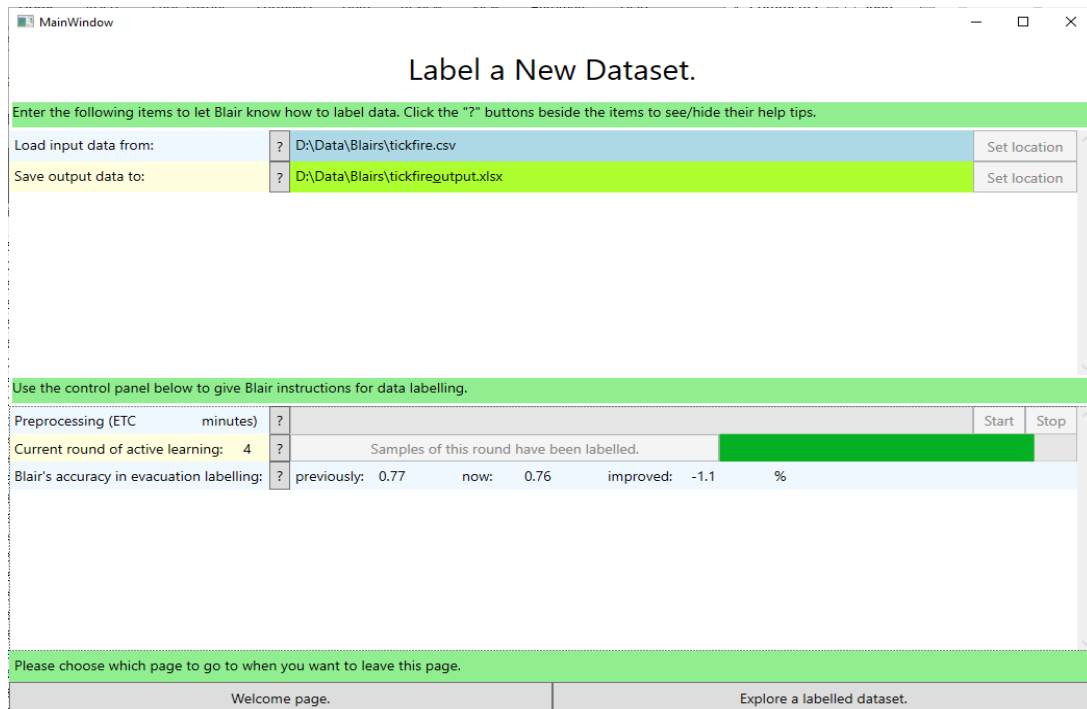 MainWindow
Label a New Dataset.
Enter the following items to let Blair know how to label data. Click the "?" buttons beside the items to see/hide their help tips.
Load input data from: ? D:\Data\Blairs\tickfire.csv Set location
Save output data to: ? D:\Data\Blairs\tickfireoutput.xlsx Set location
Use the control panel below to give Blair instructions for data labelling.
Preprocessing (ETC minutes) ? Start Stop
Current round of active learning: 4 ? Samples of this round have been labelled.
Blair's accuracy in evacuation labelling: ? previously: 0.77 now: 0.76 improved: -1.1 %
Please choose which page to go to when you want to leave this page.
Welcome page. Explore a labelled dataset.